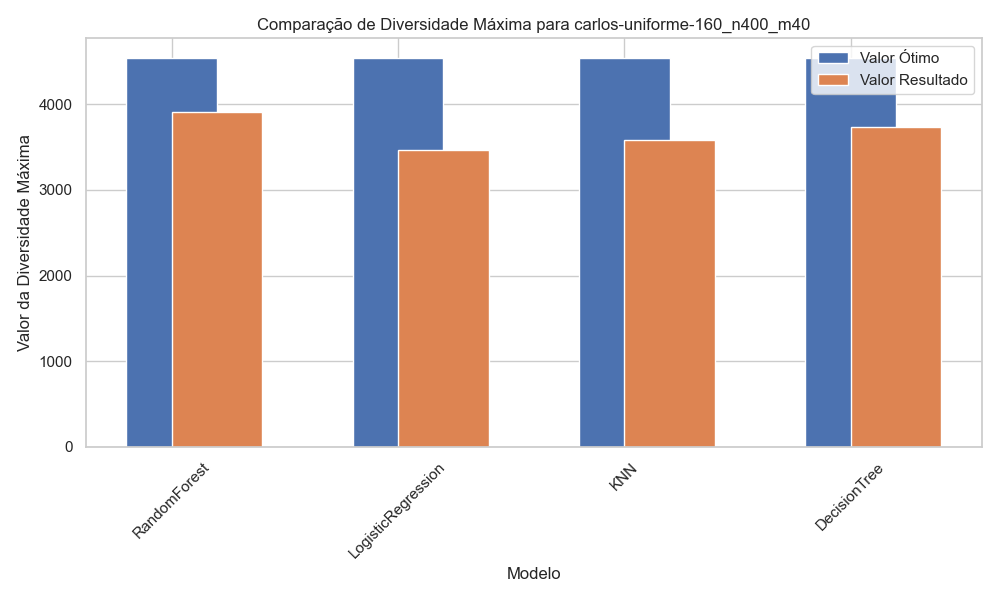 Comparação de Diversidade Máxima para carlos-uniforme-160_n400_m40
Valor Ótimo
Valor Resultado
Valor da Diversidade Máxima
4000
3000
2000
1000
0
RandomForest
LogisticRegression
KNN
DecisionTree
Modelo